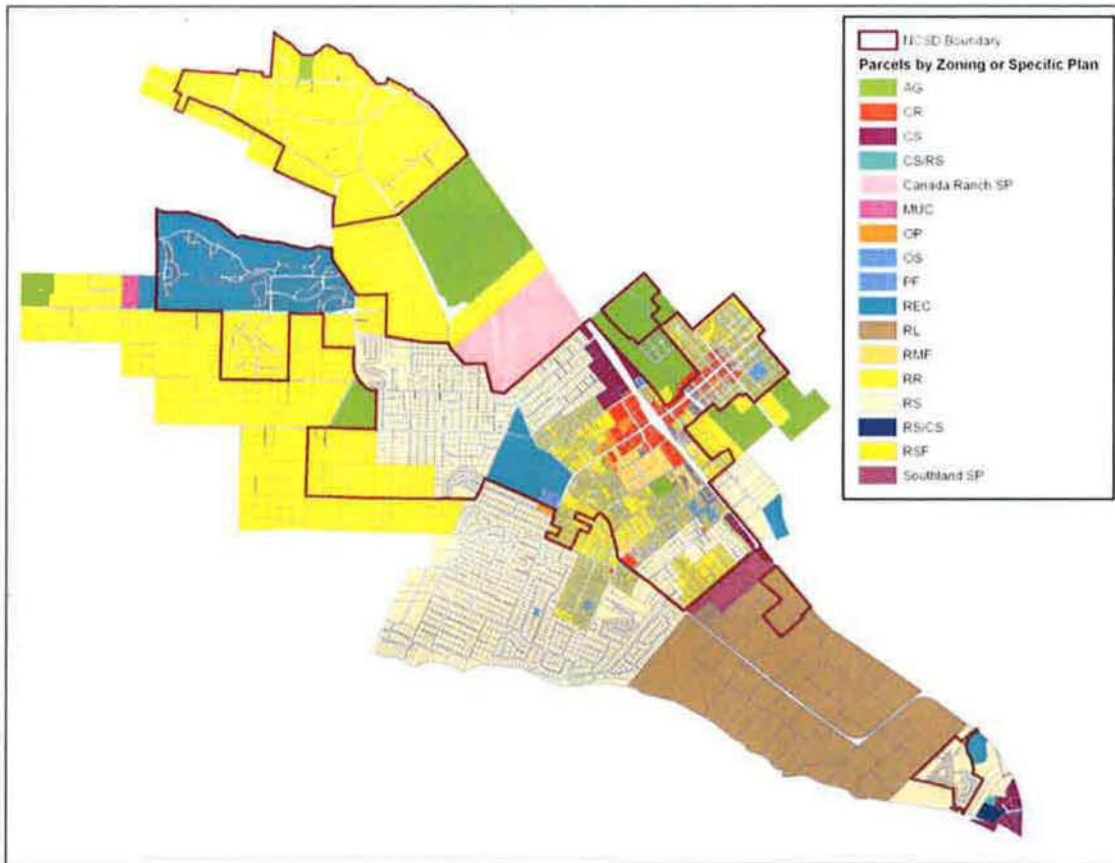 NCSD Boundary
Parcels by Zoning or Specific Plan
AG
CR
CS
CS/RS
Canada Ranch SP
MUC
OP
OS
PF
REC
RL
RMF
RR
RS
RS/CS
RSF
Southland SP